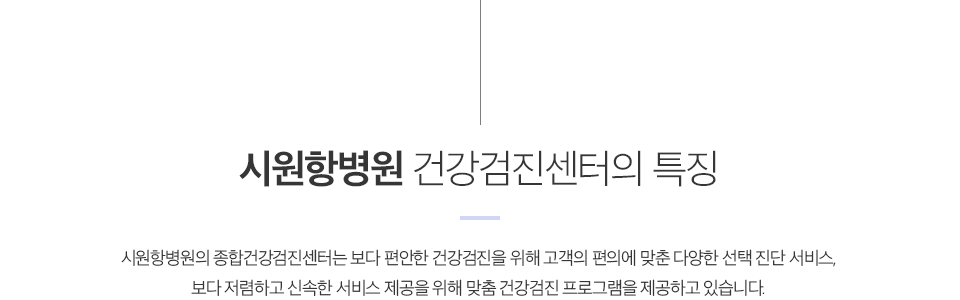 시원항병원 건강검진센터의 특징
시원항병원의 종합건강검진센터는 보다 편안한 건강검진을 위해 고객의 편의에 맞춘 다양한 선택 진단 서비스,
보다 저렴하고 신속한 서비스 제공을 위해 맞춤 건강검진 프로그램을 제공하고 있습니다.